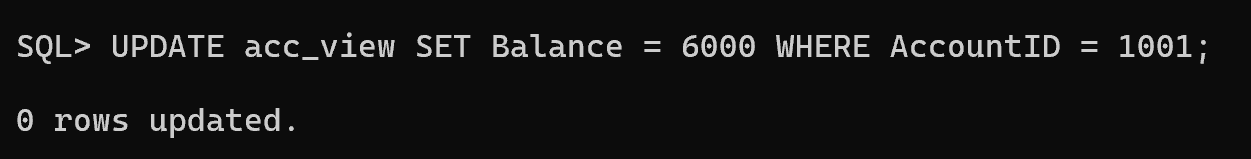 SQL> UPDATE acc_view SET Balance = 6000 WHERE AccountID = 1001;
0 rows updated.